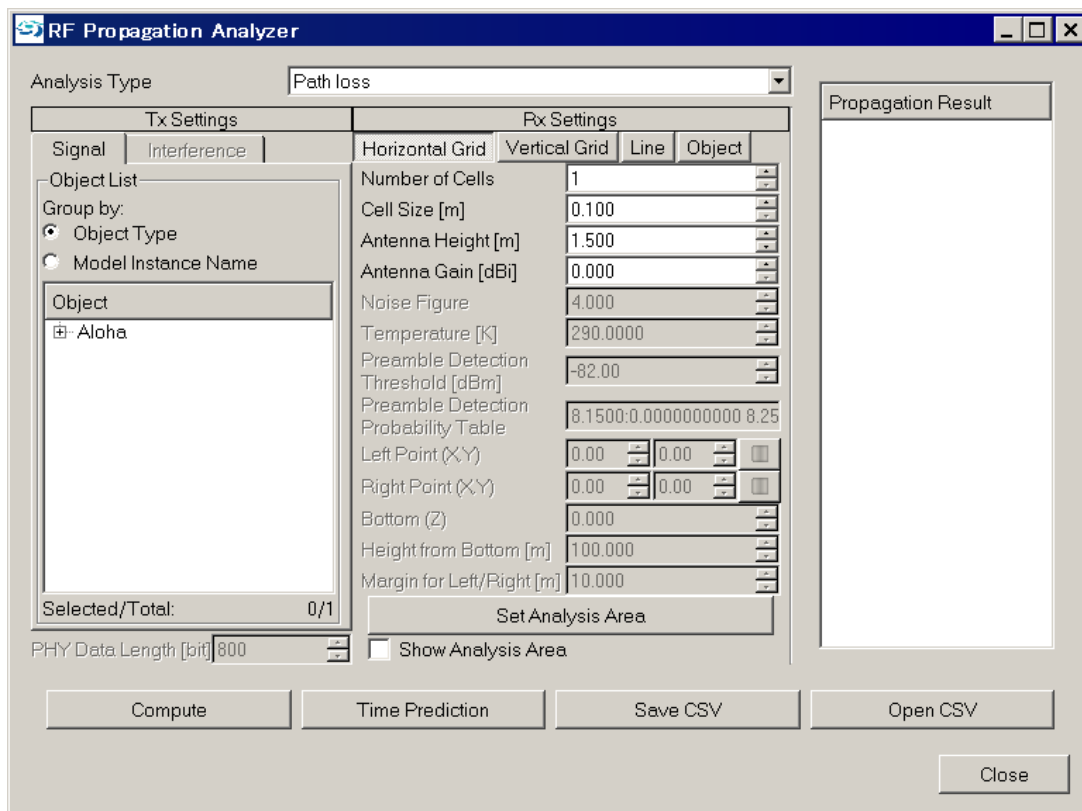 RF Propagation Analyzer
Analysis Type
Path loss
Tx Settings
Signal
Interference
Object List
Group by:
Object Type
Model Instance Name
Object
Aloha
Selected/Total:
0/1
PHY Data Length [bit]
800
Rx Settings
Horizontal Grid
Vertical Grid
Line
Object
Number of Cells
1
Cell Size [m]
0.100
Antenna Height [m]
1.500
Antenna Gain [dBi]
0.000
Noise Figure
4.000
Temperature [K]
290.0000
Preamble Detection
Threshold [dBm]
-82.00
Preamble Detection
Probability Table
8.1500:0.0000000000 8.25
Left Point (X,Y)
0.00
0.00
Right Point (X,Y)
0.00
0.00
Bottom (Z)
0.000
Height from Bottom [m]
100.000
Margin for Left/Right [m]
10.000
Set Analysis Area
Show Analysis Area
Propagation Result
Compute
Time Prediction
Save CSV
Open CSV
Close